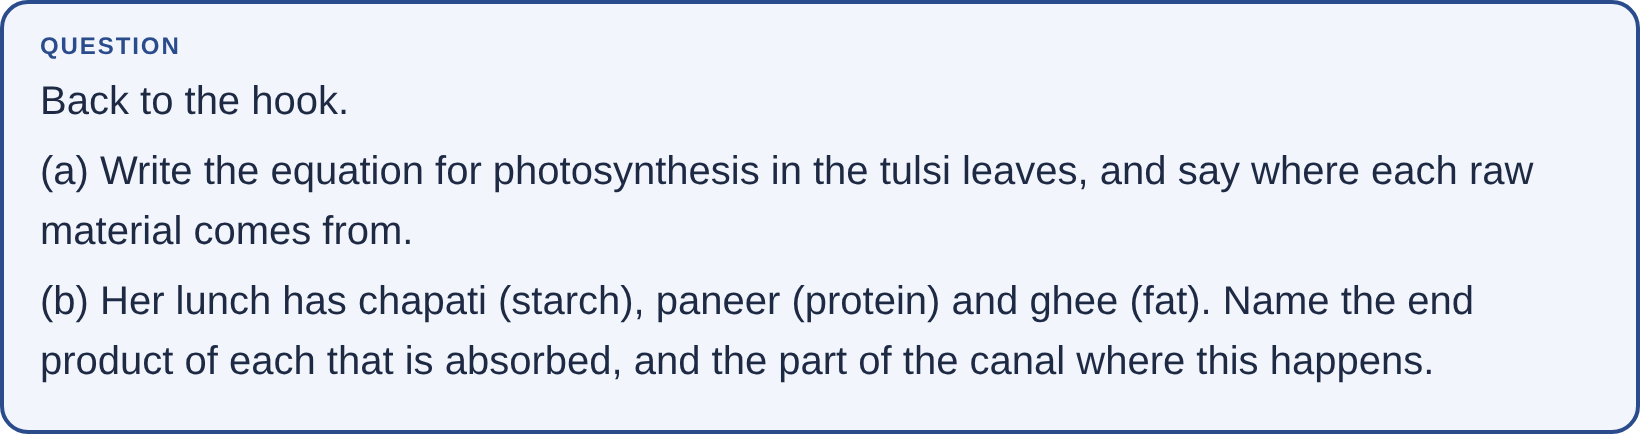 QUESTION
Back to the hook.
(a) Write the equation for photosynthesis in the tulsi leaves, and say where each raw
material comes from.
(b) Her lunch has chapati (starch), paneer (protein) and ghee (fat). Name the end
product of each that is absorbed, and the part of the canal where this happens.